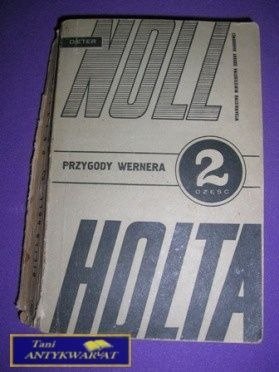 DIETER
NOLL
PRZYGODY WERNERA
2
CZĘŚĆ
HOLTA
Tani
ANTYKWARIAT